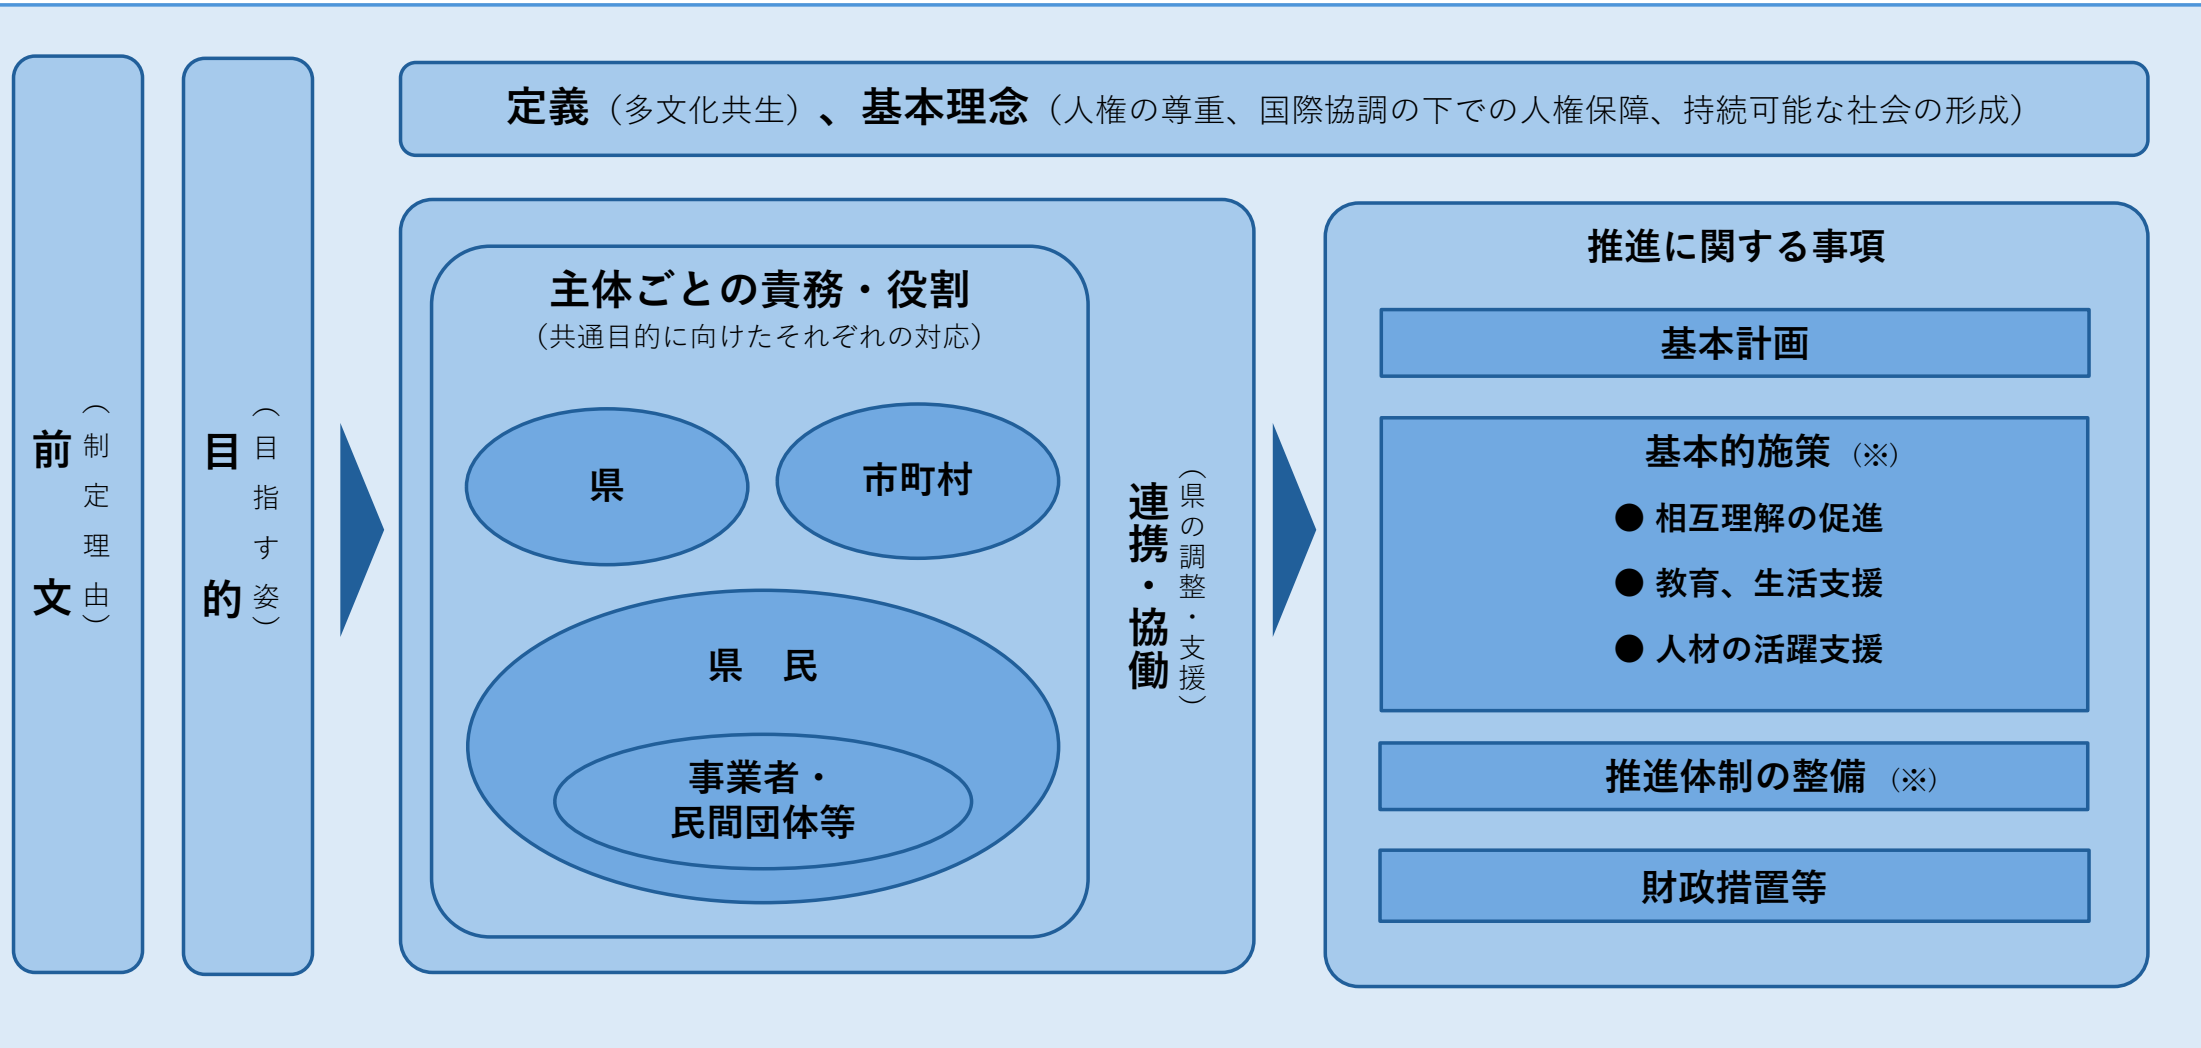 前文
（制定理由）
目的
（目指す姿）
定義（多文化共生）、基本理念（人権の尊重、国際協調の下での人権保障、持続可能な社会の形成）
主体ごとの責務・役割
（共通目的に向けたそれぞれの対応）
県
市町村
県　民
事業者・
民間団体等
連携・協働
（県の調整・支援）
推進に関する事項
基本計画
基本的施策（※）
● 相互理解の促進
● 教育、生活支援
● 人材の活躍支援
推進体制の整備（※）
財政措置等